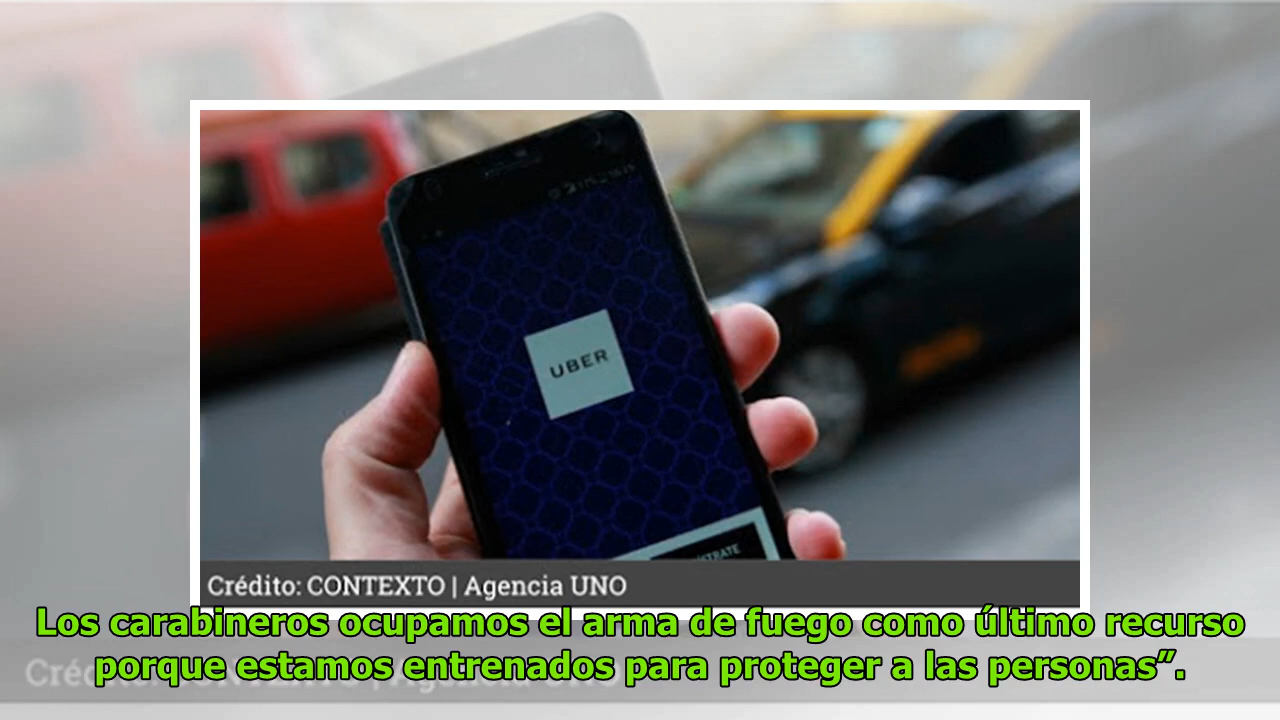 UBER
Crédito: CONTEXTO | Agencia UNO
Los carabineros ocupamos el arma de fuego como último recurso
porque estamos entrenados para proteger a las personas”.